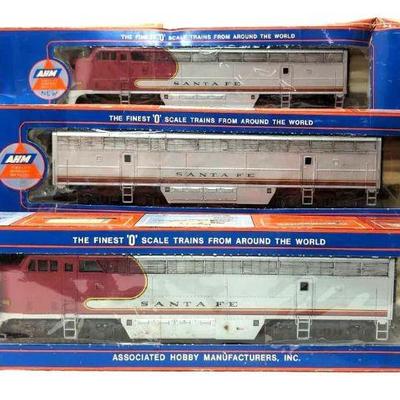 THE FINEST "O" SCALE TRAINS FROM AROUND THE WORLD
AHM
NEW
SANTA FE
THE FINEST "O" SCALE TRAINS FROM AROUND THE WORLD
AHM
SANTA FE
THE FINEST "O" SCALE TRAINS FROM AROUND THE WORLD
SANTA FE
ASSOCIATED HOBBY MANUFACTURERS, INC.